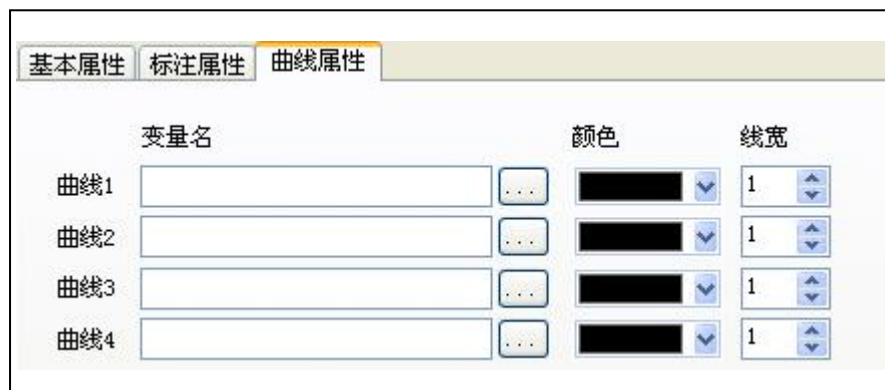 基本属性 标注属性 曲线属性
变量名 颜色 线宽
曲线1 ... 1
曲线2 ... 1
曲线3 ... 1
曲线4 ... 1